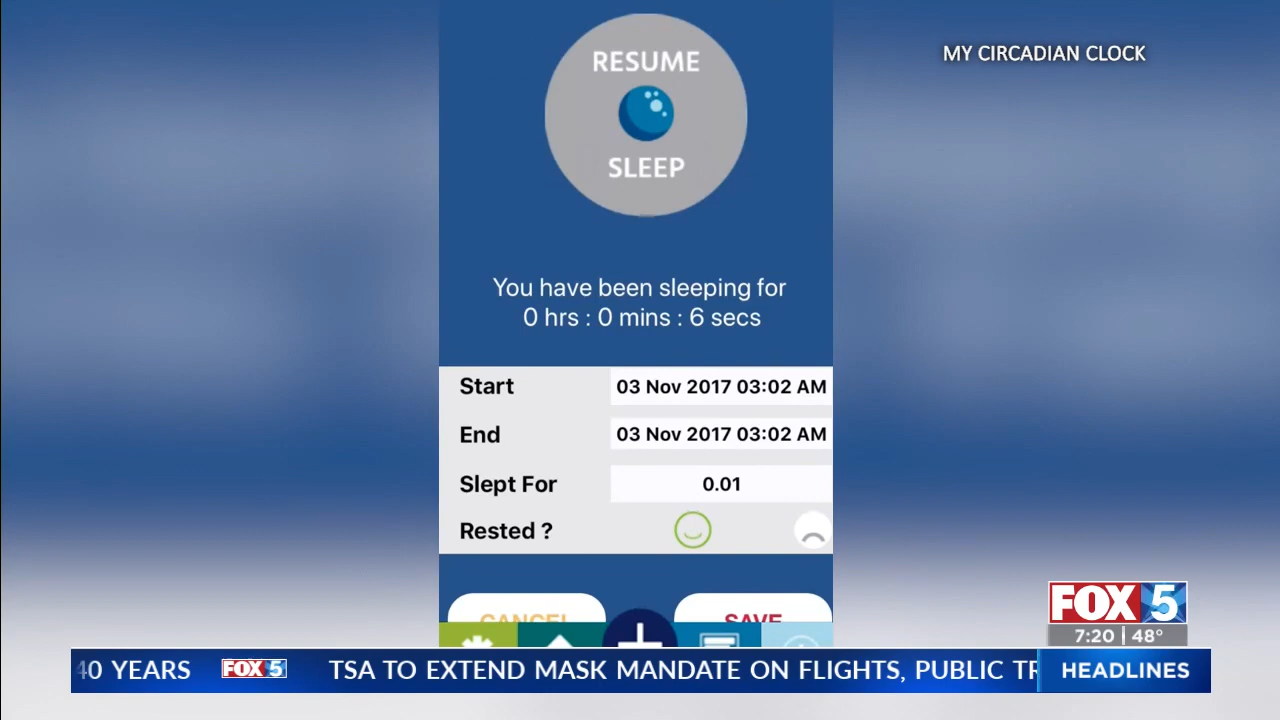 MY CIRCADIAN CLOCK
RESUME
SLEEP
You have been sleeping for
0 hrs : 0 mins : 6 secs
Start 03 Nov 2017 03:02 AM
End 03 Nov 2017 03:02 AM
Slept For 0.01
Rested ?
CANCEL SAVE
FOX 5
7:20 48°
40 YEARS FOX 5 TSA TO EXTEND MASK MANDATE ON FLIGHTS, PUBLIC TR HEADLINES